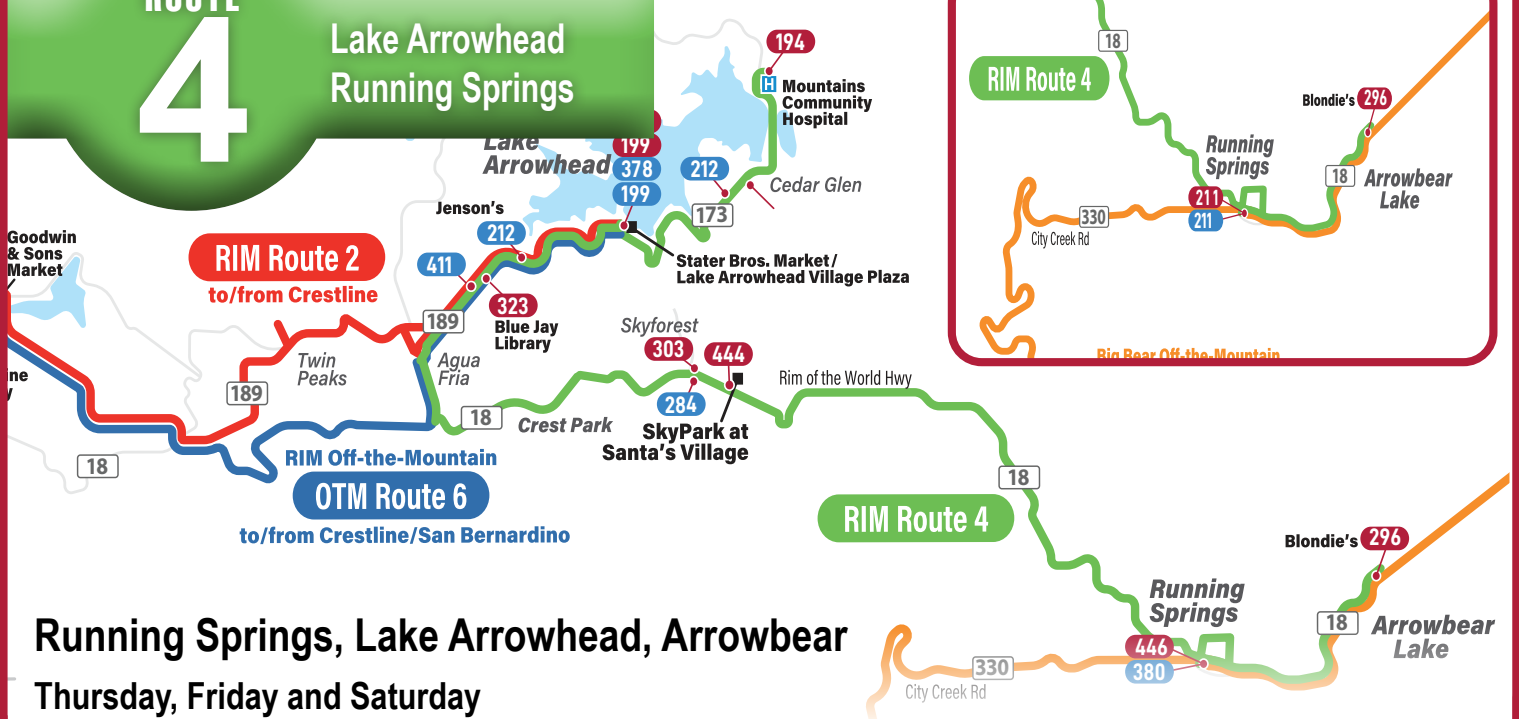 ROUTE
4
Lake Arrowhead
Running Springs
194
H
Mountains
Community
Hospital
Lake
Arrowhead
199
378
199
212
Cedar Glen
173
Jenson's
212
411
323
Blue Jay
Library
Stater Bros. Market /
Lake Arrowhead Village Plaza
Goodwin
& Sons
Market
RIM Route 2
to/from Crestline
189
Twin
Peaks
189
Agua
Fria
18
18
Skyforest
303
444
284
Crest Park
SkyPark at
Santa's Village
Rim of the World Hwy
RIM Off-the-Mountain
OTM Route 6
to/from Crestline/San Bernardino
18
RIM Route 4
Running
Springs
446
380
330
City Creek Rd
Blondie's 296
18
Arrowbear
Lake
18
RIM Route 4
Running
Springs
211
211
330
City Creek Rd
Blondie's 296
18
Arrowbear
Lake
Big Bear Off-the-Mountain
Running Springs, Lake Arrowhead, Arrowbear
Thursday, Friday and Saturday